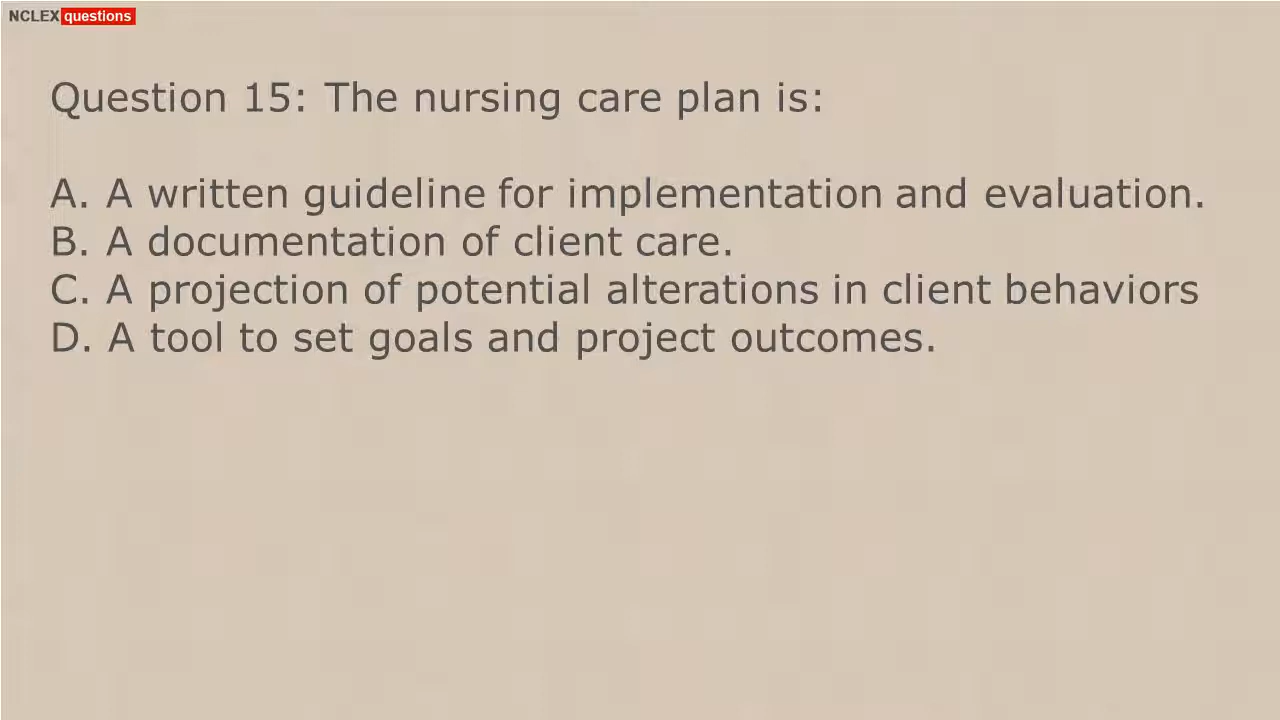 NCLEX questions
Question 15: The nursing care plan is:
A. A written guideline for implementation and evaluation.
B. A documentation of client care.
C. A projection of potential alterations in client behaviors
D. A tool to set goals and project outcomes.